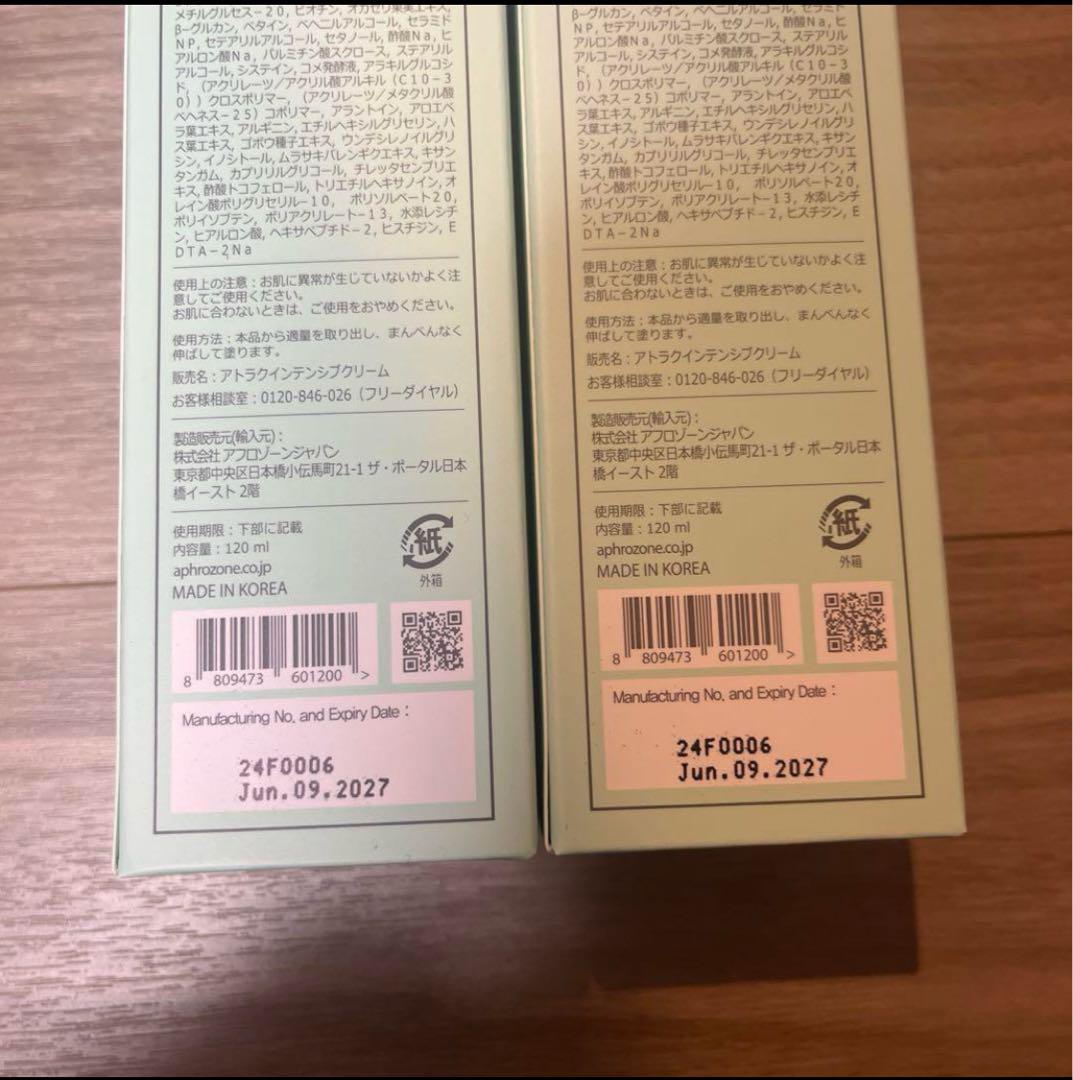 メチルグルセス－20, ビオチン, オカゼリ果実エキス,
β－グルカン, ベタイン, ベヘニルアルコール, セラミド
NP, セテアリルアルコール, セタノール, 酢酸Na, ヒ
アルロン酸Na, パルミチン酸スクロース, ステアリル
アルコール, システイン, コメ発酵液, アラキルグルコシ
ド, （アクリレーツ／アクリル酸アルキル（C10－3
0））クロスポリマー, （アクリレーツ／メタクリル酸
ベヘネス－25）コポリマー, アラントイン, アロエベ
ラ葉エキス, アルギニン, エチルヘキシルグリセリン, ハ
ス葉エキス, ゴボウ種子エキス, ウンデシレノイルグリ
シン, イノシトール, ムラサキバレンギクエキス, キサン
タンガム, カプリリルグリコール, チレッタセンブリエ
キス, 酢酸トコフェロール, トリエチルヘキサノイン, オ
レイン酸ポリグリセリル－10, ポリソルベート20,
ポリイソブテン, ポリアクリレート－13, 水添レシチ
ン, ヒアルロン酸, ヘキサペプチド－2, ヒスチジン, E
DTA－2Na
使用上の注意：お肌に異常が生じていないかよく注
意してご使用ください。
お肌に合わないときは、ご使用をおやめください。
使用方法：本品から適量を取り出し、まんべんなく
伸ばして塗ります。
販売名：アトラクインテンシブクリーム
お客様相談室：0120-846-026（フリーダイヤル）
製造販売元(輸入元)：
株式会社 アフロゾーンジャパン
東京都中央区日本橋小伝馬町21-1 ザ・ポータル日本
橋イースト 2階
使用期限：下部に記載
内容量：120 ml
aphrozone.co.jp
MADE IN KOREA
紙
外箱
8 809473 601200 >
Manufacturing No. and Expiry Date：
24F0006
Jun.09.2027
β－グルカン, ベタイン, ベヘニルアルコール, セラミド
NP, セテアリルアルコール, セタノール, 酢酸Na, ヒ
アルロン酸Na, パルミチン酸スクロース, ステアリル
アルコール, システイン, コメ発酵液, アラキルグルコシ
ド, （アクリレーツ／アクリル酸アルキル（C10－3
0））クロスポリマー, （アクリレーツ／メタクリル酸
ベヘネス－25）コポリマー, アラントイン, アロエベ
ラ葉エキス, アルギニン, エチルヘキシルグリセリン, ハ
ス葉エキス, ゴボウ種子エキス, ウンデシレノイルグリ
シン, イノシトール, ムラサキバレンギクエキス, キサン
タンガム, カプリリルグリコール, チレッタセンブリエ
キス, 酢酸トコフェロール, トリエチルヘキサノイン, オ
レイン酸ポリグリセリル－10, ポリソルベート20,
ポリイソブテン, ポリアクリレート－13, 水添レシチ
ン, ヒアルロン酸, ヘキサペプチド－2, ヒスチジン, E
DTA－2Na
使用上の注意：お肌に異常が生じていないかよく注
意してご使用ください。
お肌に合わないときは、ご使用をおやめください。
使用方法：本品から適量を取り出し、まんべんなく
伸ばして塗ります。
販売名：アトラクインテンシブクリーム
お客様相談室：0120-846-026（フリーダイヤル）
製造販売元(輸入元)：
株式会社 アフロゾーンジャパン
東京都中央区日本橋小伝馬町21-1 ザ・ポータル日本
橋イースト 2階
使用期限：下部に記載
内容量：120 ml
aphrozone.co.jp
MADE IN KOREA
紙
外箱
8 809473 601200 >
Manufacturing No. and Expiry Date：
24F0006
Jun.09.2027